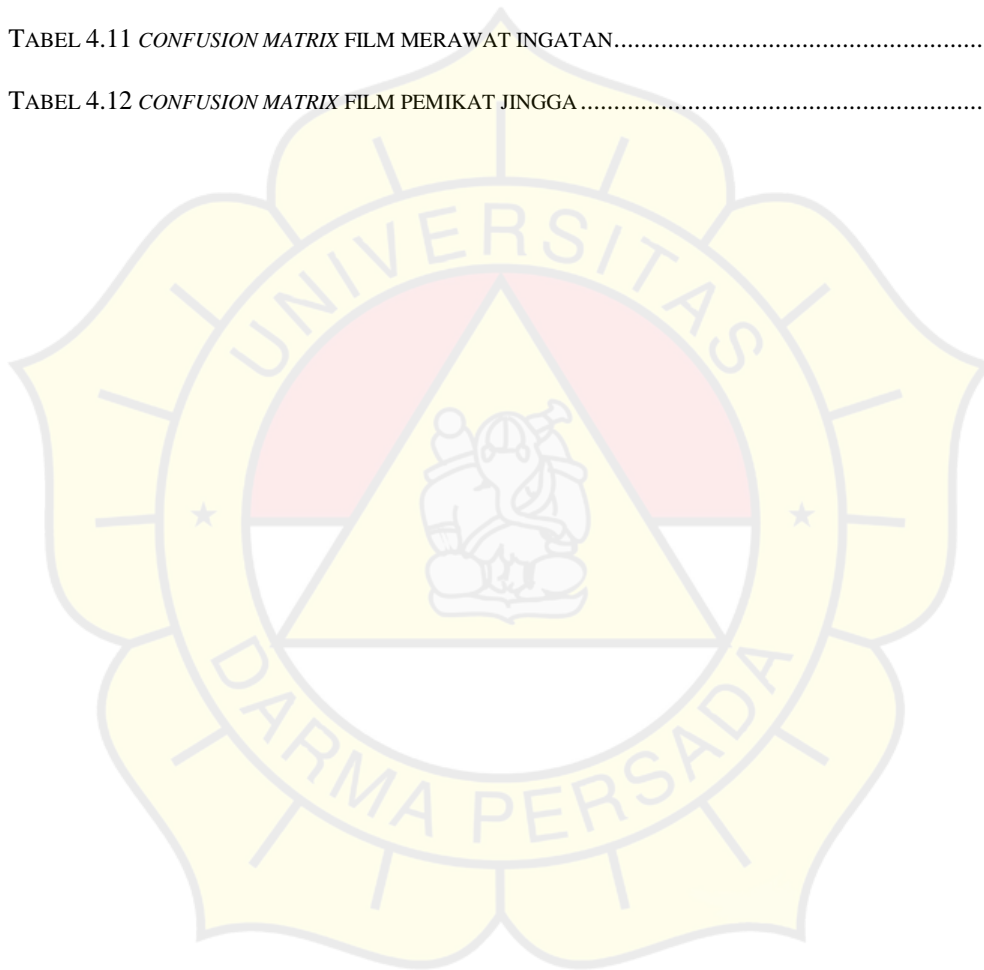 TABEL 4.11 CONFUSION MATRIX FILM MERAWAT INGATAN...............................................................
TABEL 4.12 CONFUSION MATRIX FILM PEMIKAT JINGGA...............................................................
UNIVERSITAS
DARMA PERSADA